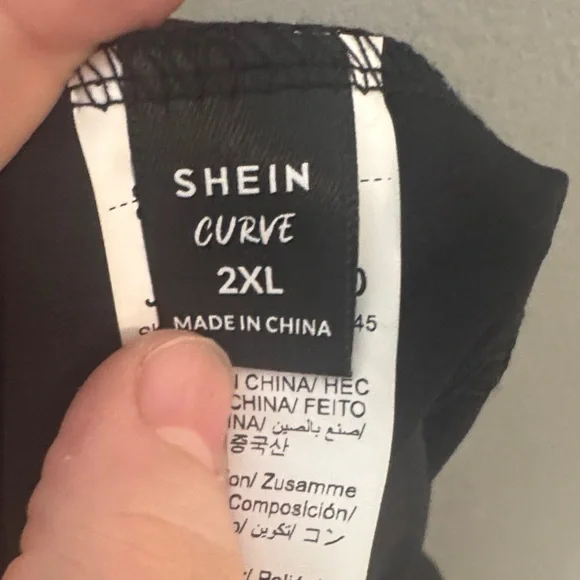 SHEIN
CURVE
2XL
MADE IN CHINA
45
CHINA/ HEC
CHINA/ FEITO
صنع بالصين/
중국산
Zusamme
Composición/
تكوين/ コン